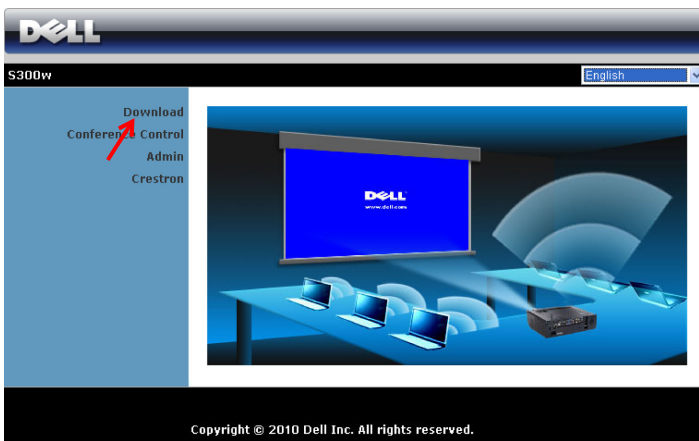 DELL
S300w
English
Download
Conference Control
Admin
Crestron
DELL
www.dell.com
Copyright © 2010 Dell Inc. All rights reserved.